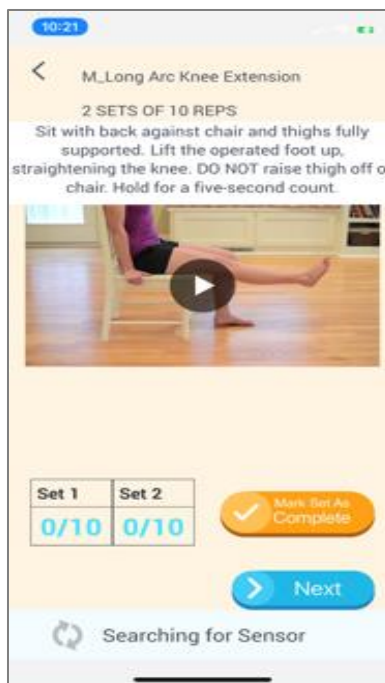 10:21
M_Long Arc Knee Extension
2 SETS OF 10 REPS
Sit with back against chair and thighs fully
supported. Lift the operated foot up,
straightening the knee. DO NOT raise thigh off o
chair. Hold for a five-second count.
Set 1 Set 2
0/10 0/10
Mark Set As
Complete
Next
Searching for Sensor